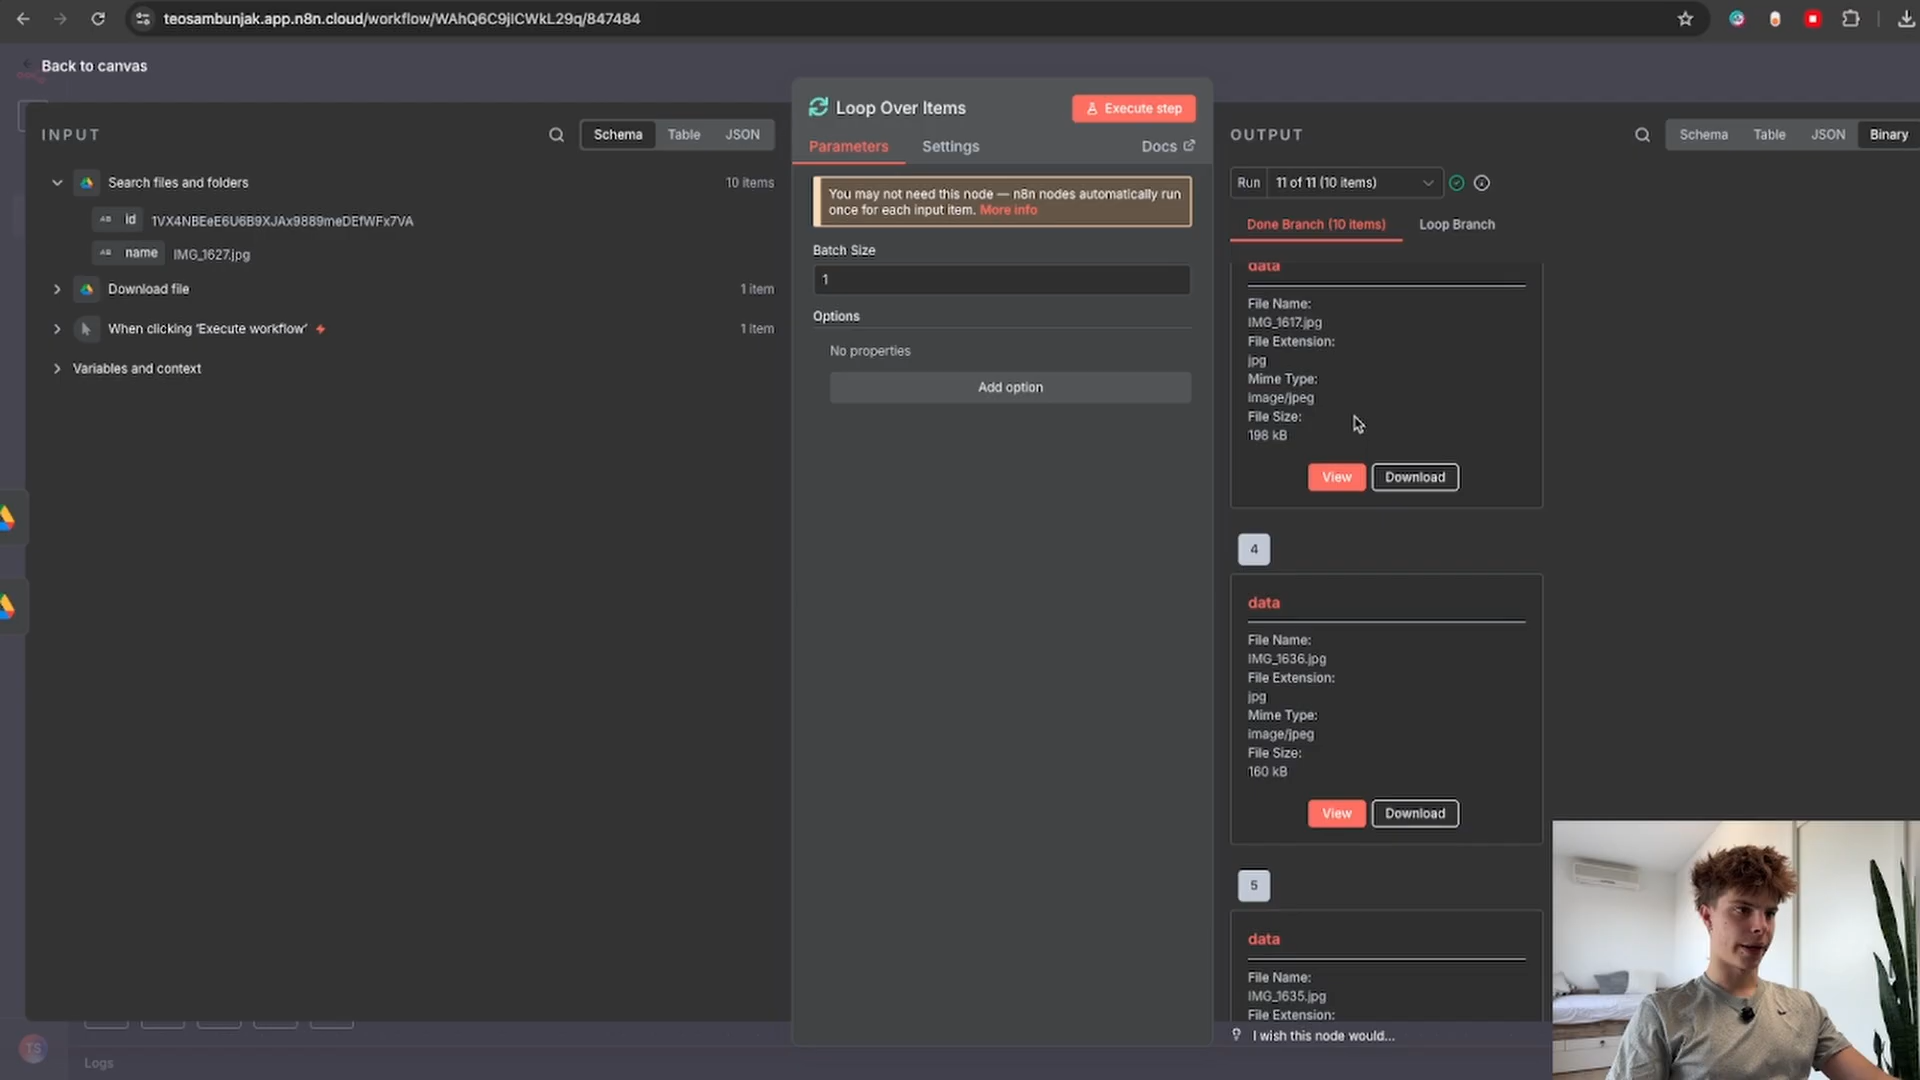 teosambunjak.app.n8n.cloud/workflow/WAhQ6C9jlCWkL29q/847484
Back to canvas
INPUT
Schema
Table
JSON
Search files and folders
10 items
AB id 1VX4NBEeE6U6B9XJAx9889meDEfWFx7VA
AB name IMG_1627.jpg
Download file
1 item
When clicking ‘Execute workflow’
1 item
Variables and context
Loop Over Items
Execute step
Parameters
Settings
Docs
You may not need this node — n8n nodes automatically run
once for each input item. More info
Batch Size
1
Options
No properties
Add option
OUTPUT
Schema
Table
JSON
Binary
Run
11 of 11 (10 items)
Done Branch (10 items)
Loop Branch
data
File Name:
IMG_1617.jpg
File Extension:
jpg
Mime Type:
image/jpeg
File Size:
198 kB
View
Download
4
data
File Name:
IMG_1636.jpg
File Extension:
jpg
Mime Type:
image/jpeg
File Size:
160 kB
View
Download
5
data
File Name:
IMG_1635.jpg
File Extension:
I wish this node would...
TS
Logs